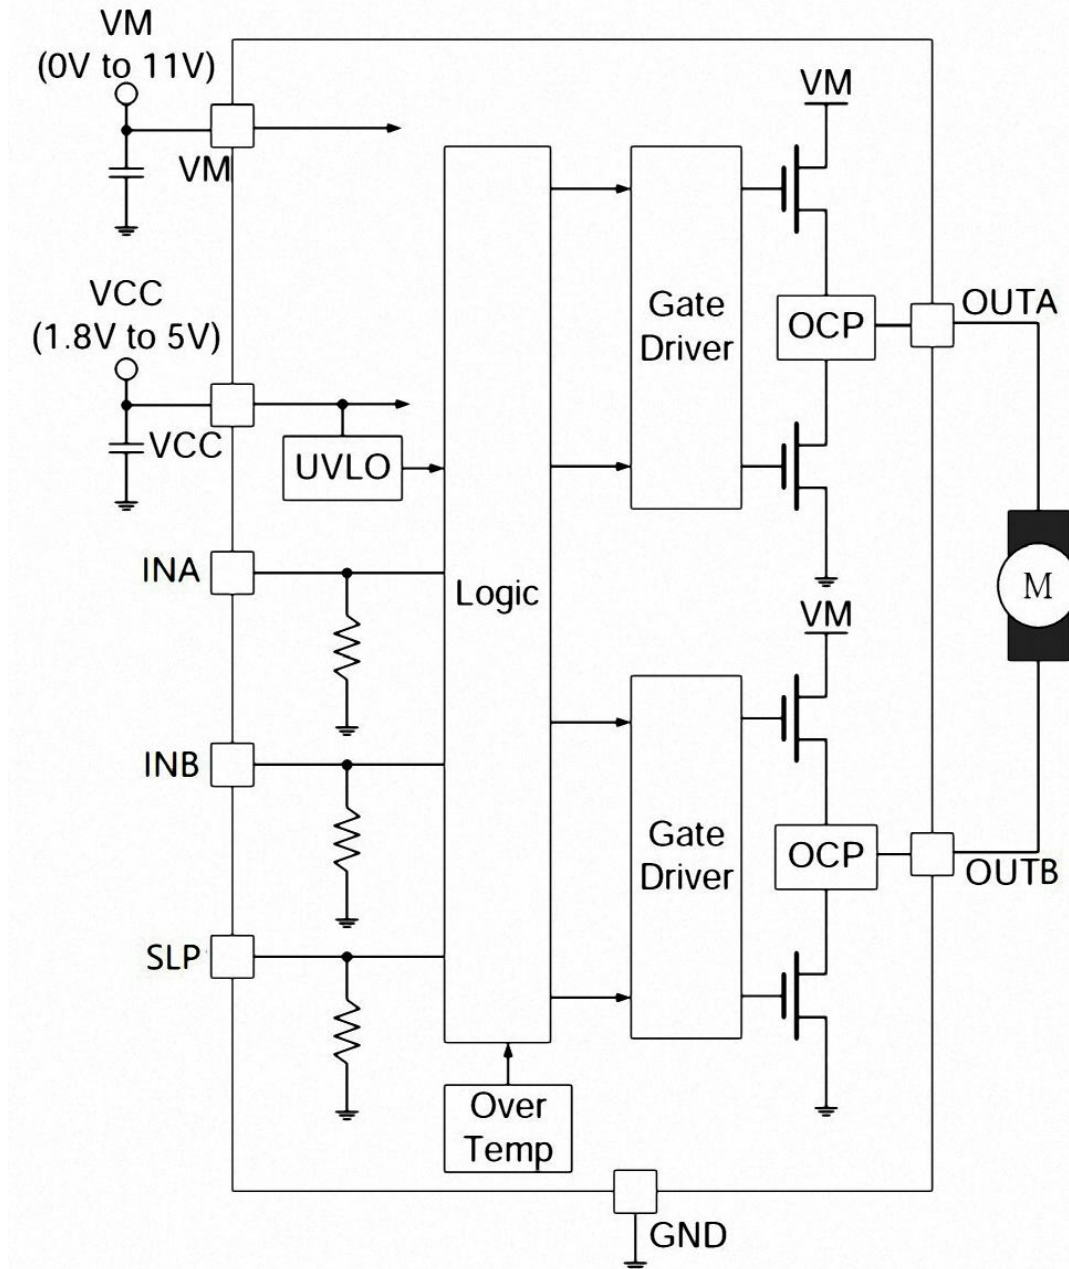 VM
(0V to 11V)
VM
VCC
(1.8V to 5V)
VCC
UVLO
INA
INB
SLP
Logic
Over
Temp
Gate
Driver
VM
OCP
OUTA
M
Gate
Driver
VM
OCP
OUTB
GND